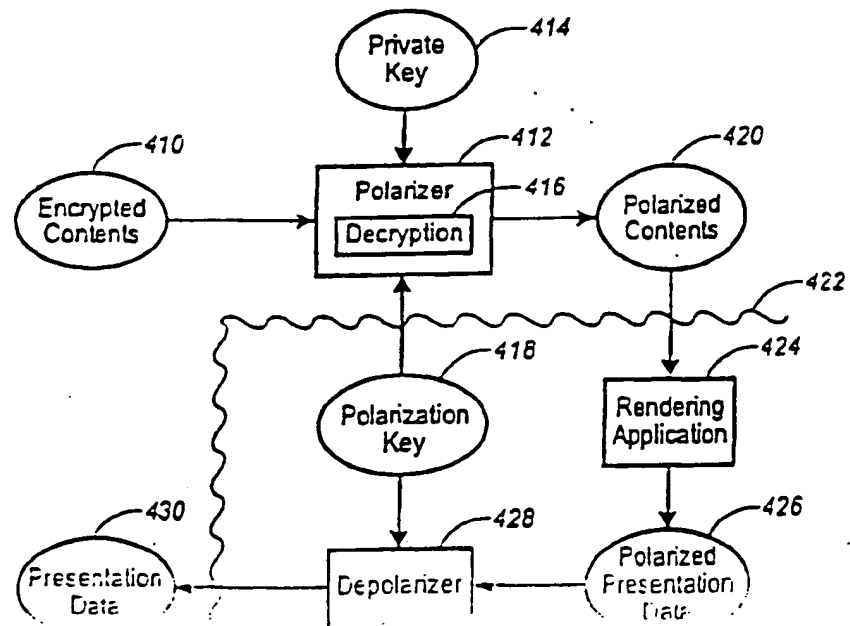 Private
Key
414
410
412
420
Encrypted
Contents
Polarizer
416
Decryption
Polarized
Contents
422
418
424
Polarization
Key
Rendering
Application
430
428
426
Presentation
Data
Depolarizer
Polarized
Presentation
Data